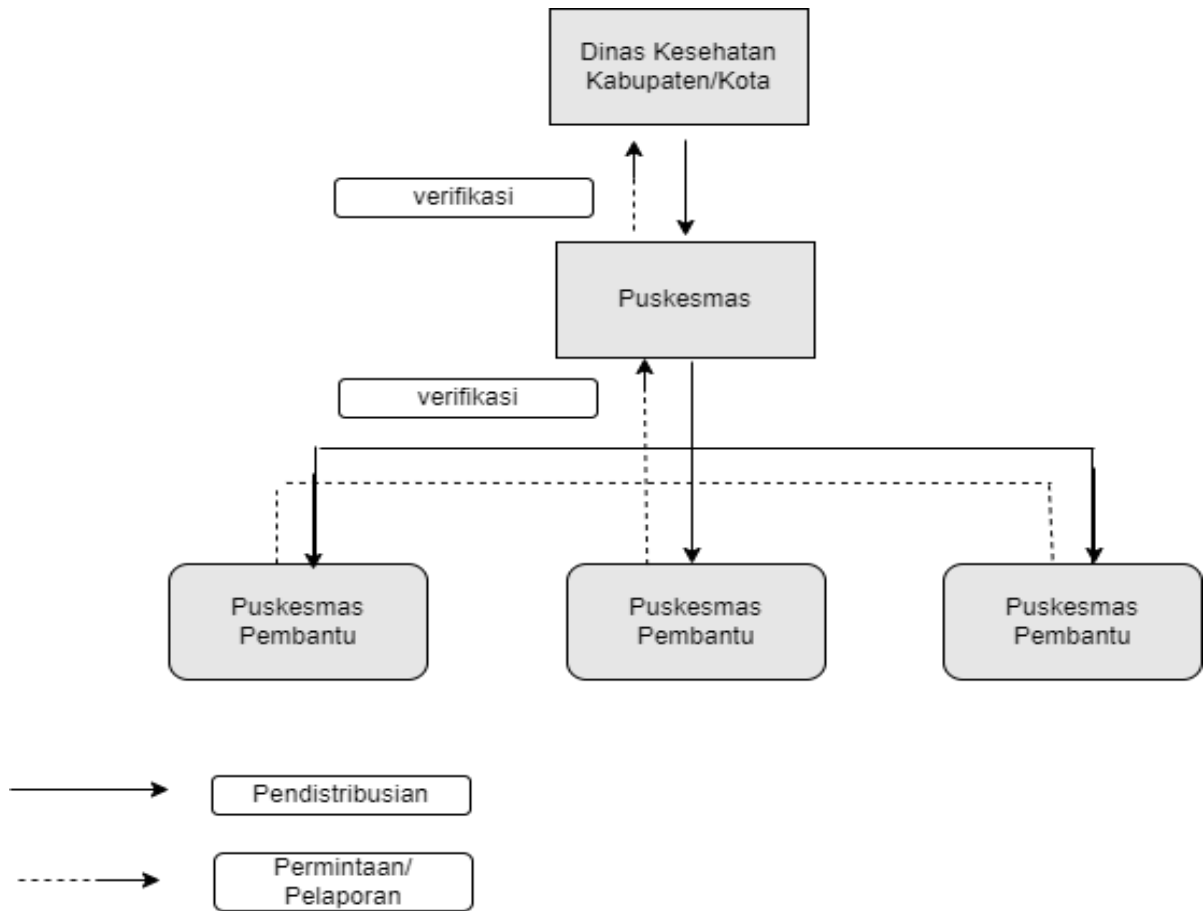 Dinas Kesehatan
Kabupaten/Kota
verifikasi
Puskesmas
verifikasi
Puskesmas
Pembantu
Puskesmas
Pembantu
Puskesmas
Pembantu
Pendistribusian
Permintaan/
Pelaporan